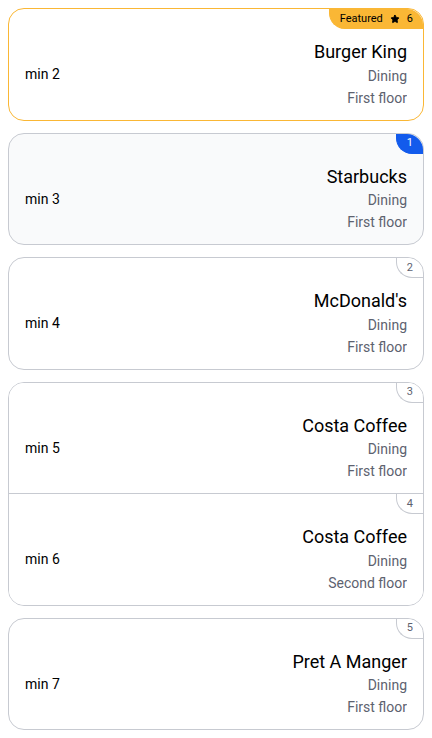 Featured ★ 6
Burger King
min 2
Dining
First floor
1
Starbucks
min 3
Dining
First floor
2
McDonald's
min 4
Dining
First floor
3
Costa Coffee
min 5
Dining
First floor
4
Costa Coffee
min 6
Dining
Second floor
5
Pret A Manger
min 7
Dining
First floor